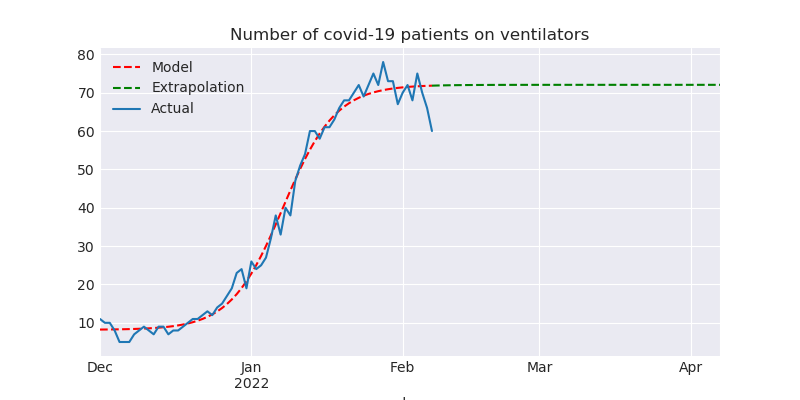 Number of covid-19 patients on ventilators
80
70
60
50
40
30
20
10
Model
Extrapolation
Actual
Dec
Jan
2022
Feb
Mar
Apr